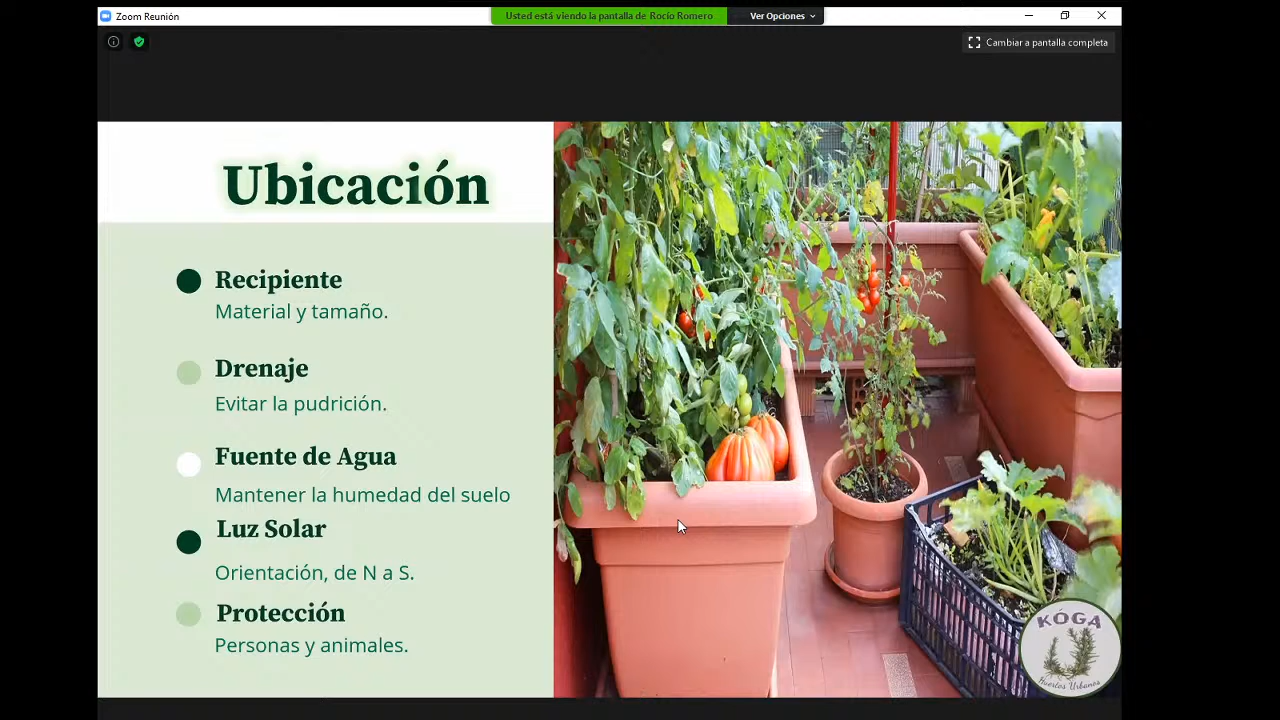 Zoom Reunión
Usted está viendo la pantalla de Rocío Romero
Ver Opciones
Cambiar a pantalla completa
Ubicación
Recipiente
Material y tamaño.
Drenaje
Evitar la pudrición.
Fuente de Agua
Mantener la humedad del suelo
Luz Solar
Orientación, de N a S.
Protección
Personas y animales.
KÓGA
Huertos Urbanos